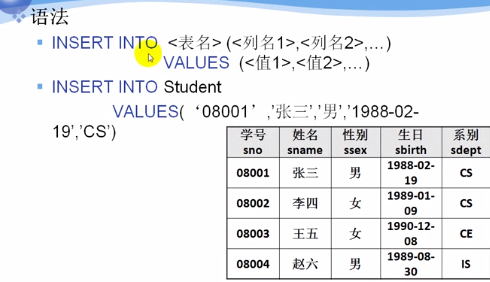 语法
INSERT INTO <表名> (<列名1>,<列名2>,…)
VALUES (<值1>,<值2>,…)
INSERT INTO Student
VALUES( ‘08001’ ,'张三','男','1988-02-
19','CS')
学号 姓名 性别 生日 系别
sno sname ssex sbirth sdept
08001 张三 男 1988-02-19 CS
08002 李四 女 1989-01-09 CS
08003 王五 女 1990-12-08 CE
08004 赵六 男 1989-08-30 IS